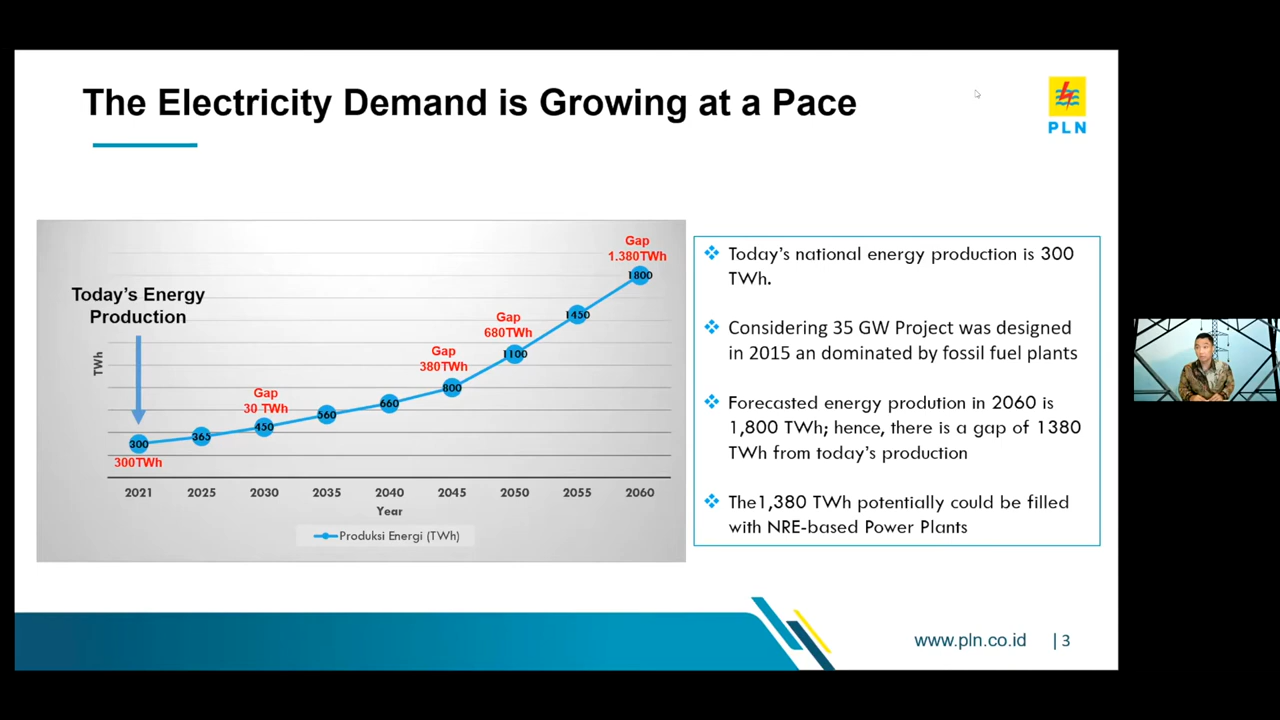 The Electricity Demand is Growing at a Pace
PLN
Gap
1.380TWh
1800
Today's Energy
Production
Gap
680TWh
1450
Gap
380TWh
1100
TWh
Gap
30 TWh
800
660
560
450
365
300
300TWh
2021 2025 2030 2035 2040 2045 2050 2055 2060
Year
Produksi Energi (TWh)
Today's national energy production is 300
TWh.
Considering 35 GW Project was designed
in 2015 an dominated by fossil fuel plants
Forecasted energy prodution in 2060 is
1,800 TWh; hence, there is a gap of 1380
TWh from today's production
The1,380 TWh potentially could be filled
with NRE-based Power Plants
www.pln.co.id | 3